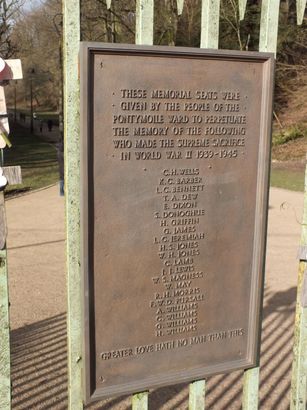 · THESE MEMORIAL SEATS WERE ·
· GIVEN BY THE PEOPLE OF THE ·
PONTYMOILE WARD TO PERPETUATE
THE MEMORY OF THE FOLLOWING
WHO MADE THE SUPREME SACRIFICE
· IN WORLD WAR II 1939-1945 ·
C. H. WELLS
K. C. BARBER
L. C. BENNETT
T. A. DEW
E. DIXON
S. DONOGHUE
H. GRIFFIN
G. JAMES
L. G. JEREMIAH
H. S. JONES
W. H. JONES
C. LAMB
I. J. LEWIS
W. S. MAGNESS
W. MAY
R. H. MORRIS
F. W. D. PEARSALL
A. WILLIAMS
C. WILLIAMS
G. WILLIAMS
H. WILLIAMS
GREATER LOVE HATH NO MAN THAN THIS